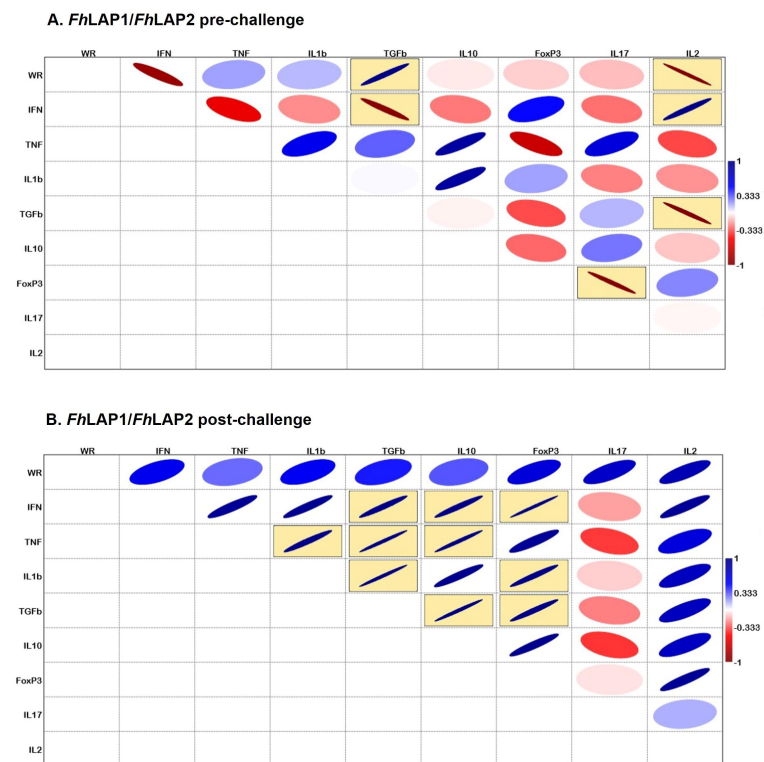 A. FhLAP1/FhLAP2 pre-challenge
WR IFN TNF IL1b TGFb IL10 FoxP3 IL17 IL2
WR
IFN
TNF
IL1b
TGFb
IL10
FoxP3
IL17
IL2
1
0.333
-0.333
-1
B. FhLAP1/FhLAP2 post-challenge
WR IFN TNF IL1b TGFb IL10 FoxP3 IL17 IL2
WR
IFN
TNF
IL1b
TGFb
IL10
FoxP3
IL17
IL2
1
0.333
-0.333
-1